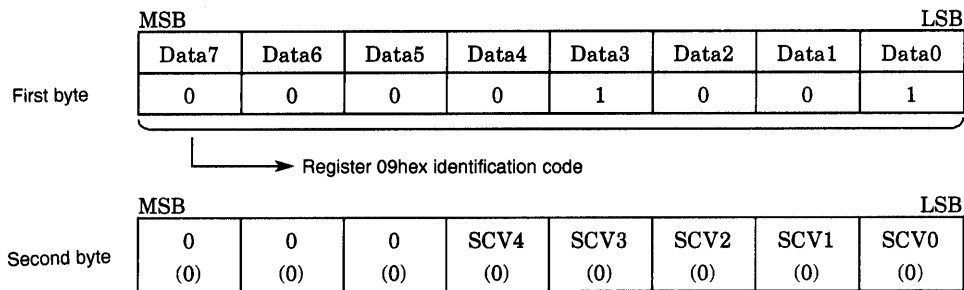 MSB LSB
Data7 Data6 Data5 Data4 Data3 Data2 Data1 Data0
First byte 0 0 0 0 1 0 0 1
Register 09hex identification code
MSB LSB
0 0 0 SCV4 SCV3 SCV2 SCV1 SCV0
Second byte
(0) (0) (0) (0) (0) (0) (0) (0)